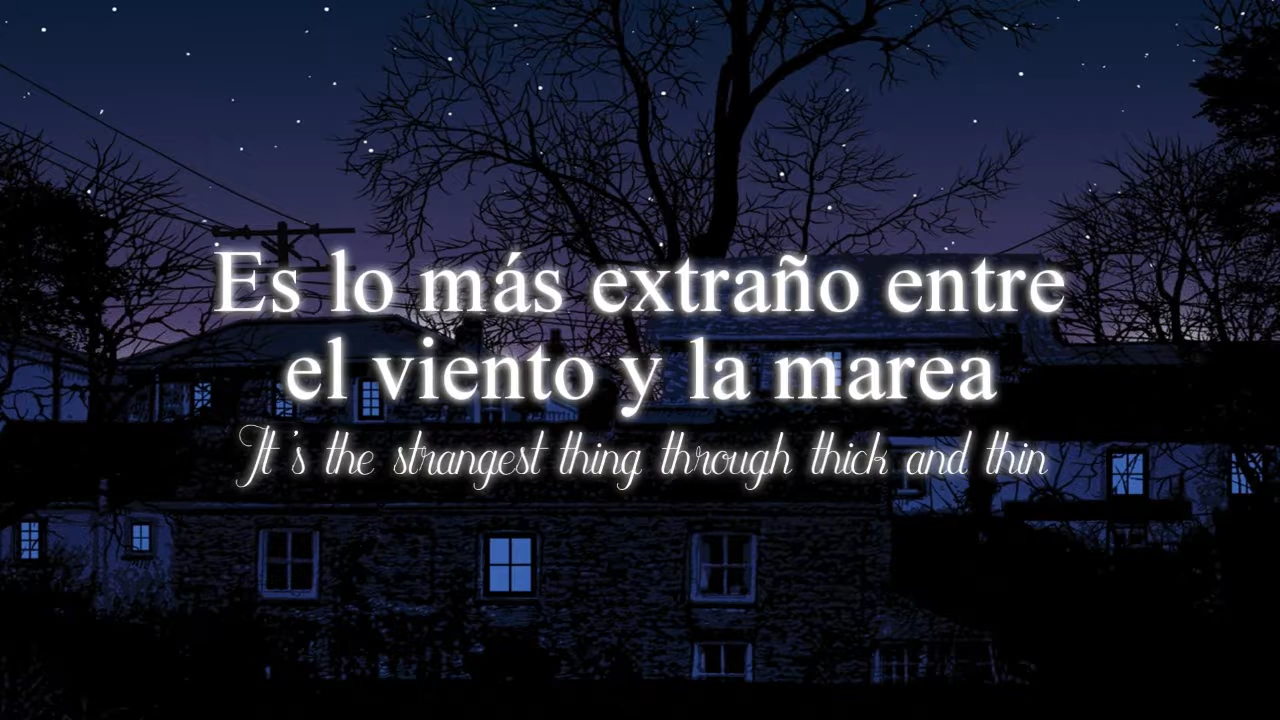 Es lo más extraño entre
el viento y la marea
It's the strangest thing through thick and thin